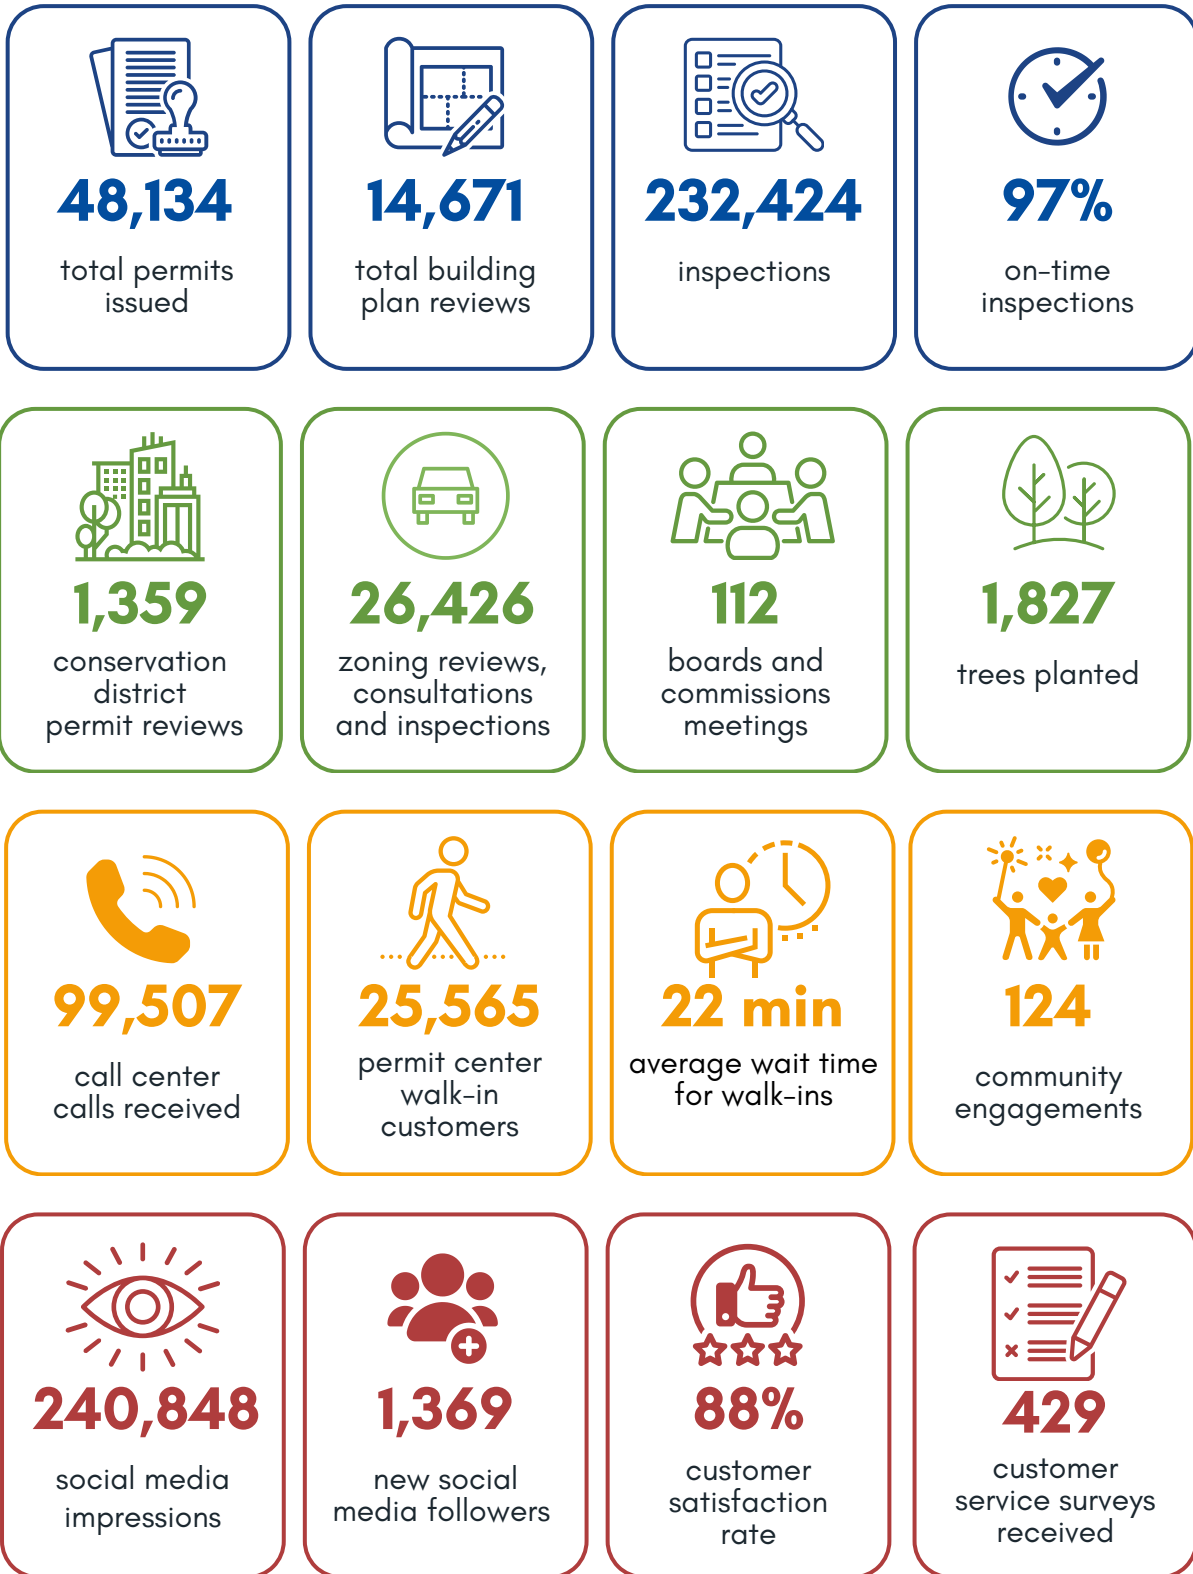 48,134
total permits
issued
14,671
total building
plan reviews
232,424
inspections
97%
on-time
inspections
1,359
conservation
district
permit reviews
26,426
zoning reviews,
consultations
and inspections
112
boards and
commissions
meetings
1,827
trees planted
99,507
call center
calls received
25,565
permit center
walk-in
customers
22 min
average wait time
for walk-ins
124
community
engagements
240,848
social media
impressions
1,369
new social
media followers
88%
customer
satisfaction
rate
429
customer
service surveys
received